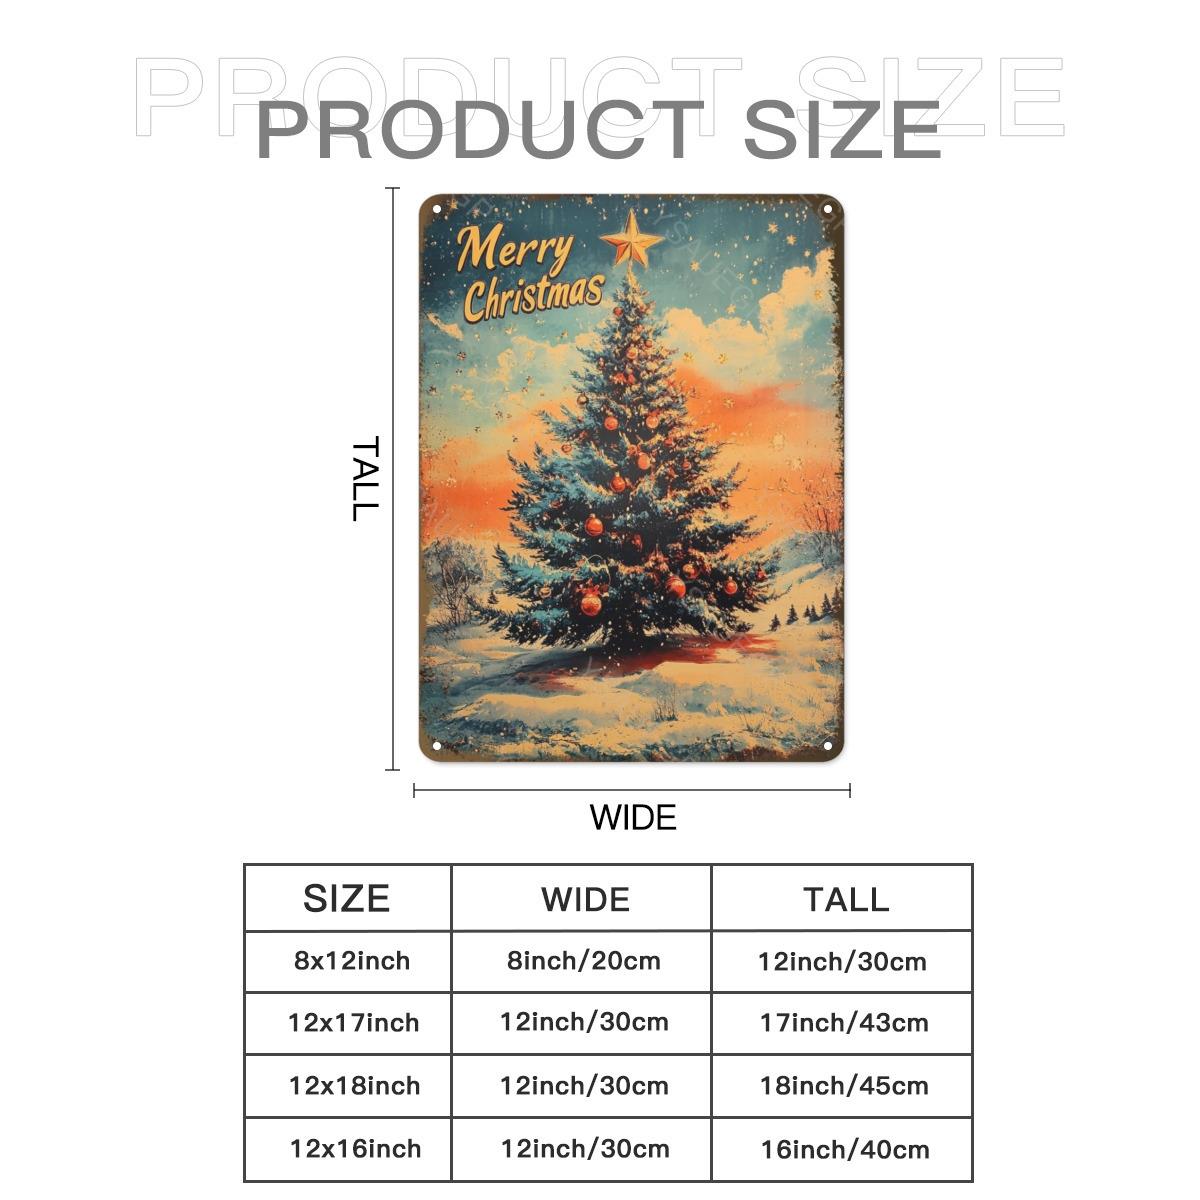 PRODUCT SIZE
PRODUCT SIZE
Merry
Christmas
TALL
WIDE
SIZE WIDE TALL
8x12inch 8inch/20cm 12inch/30cm
12x17inch 12inch/30cm 17inch/43cm
12x18inch 12inch/30cm 18inch/45cm
12x16inch 12inch/30cm 16inch/40cm